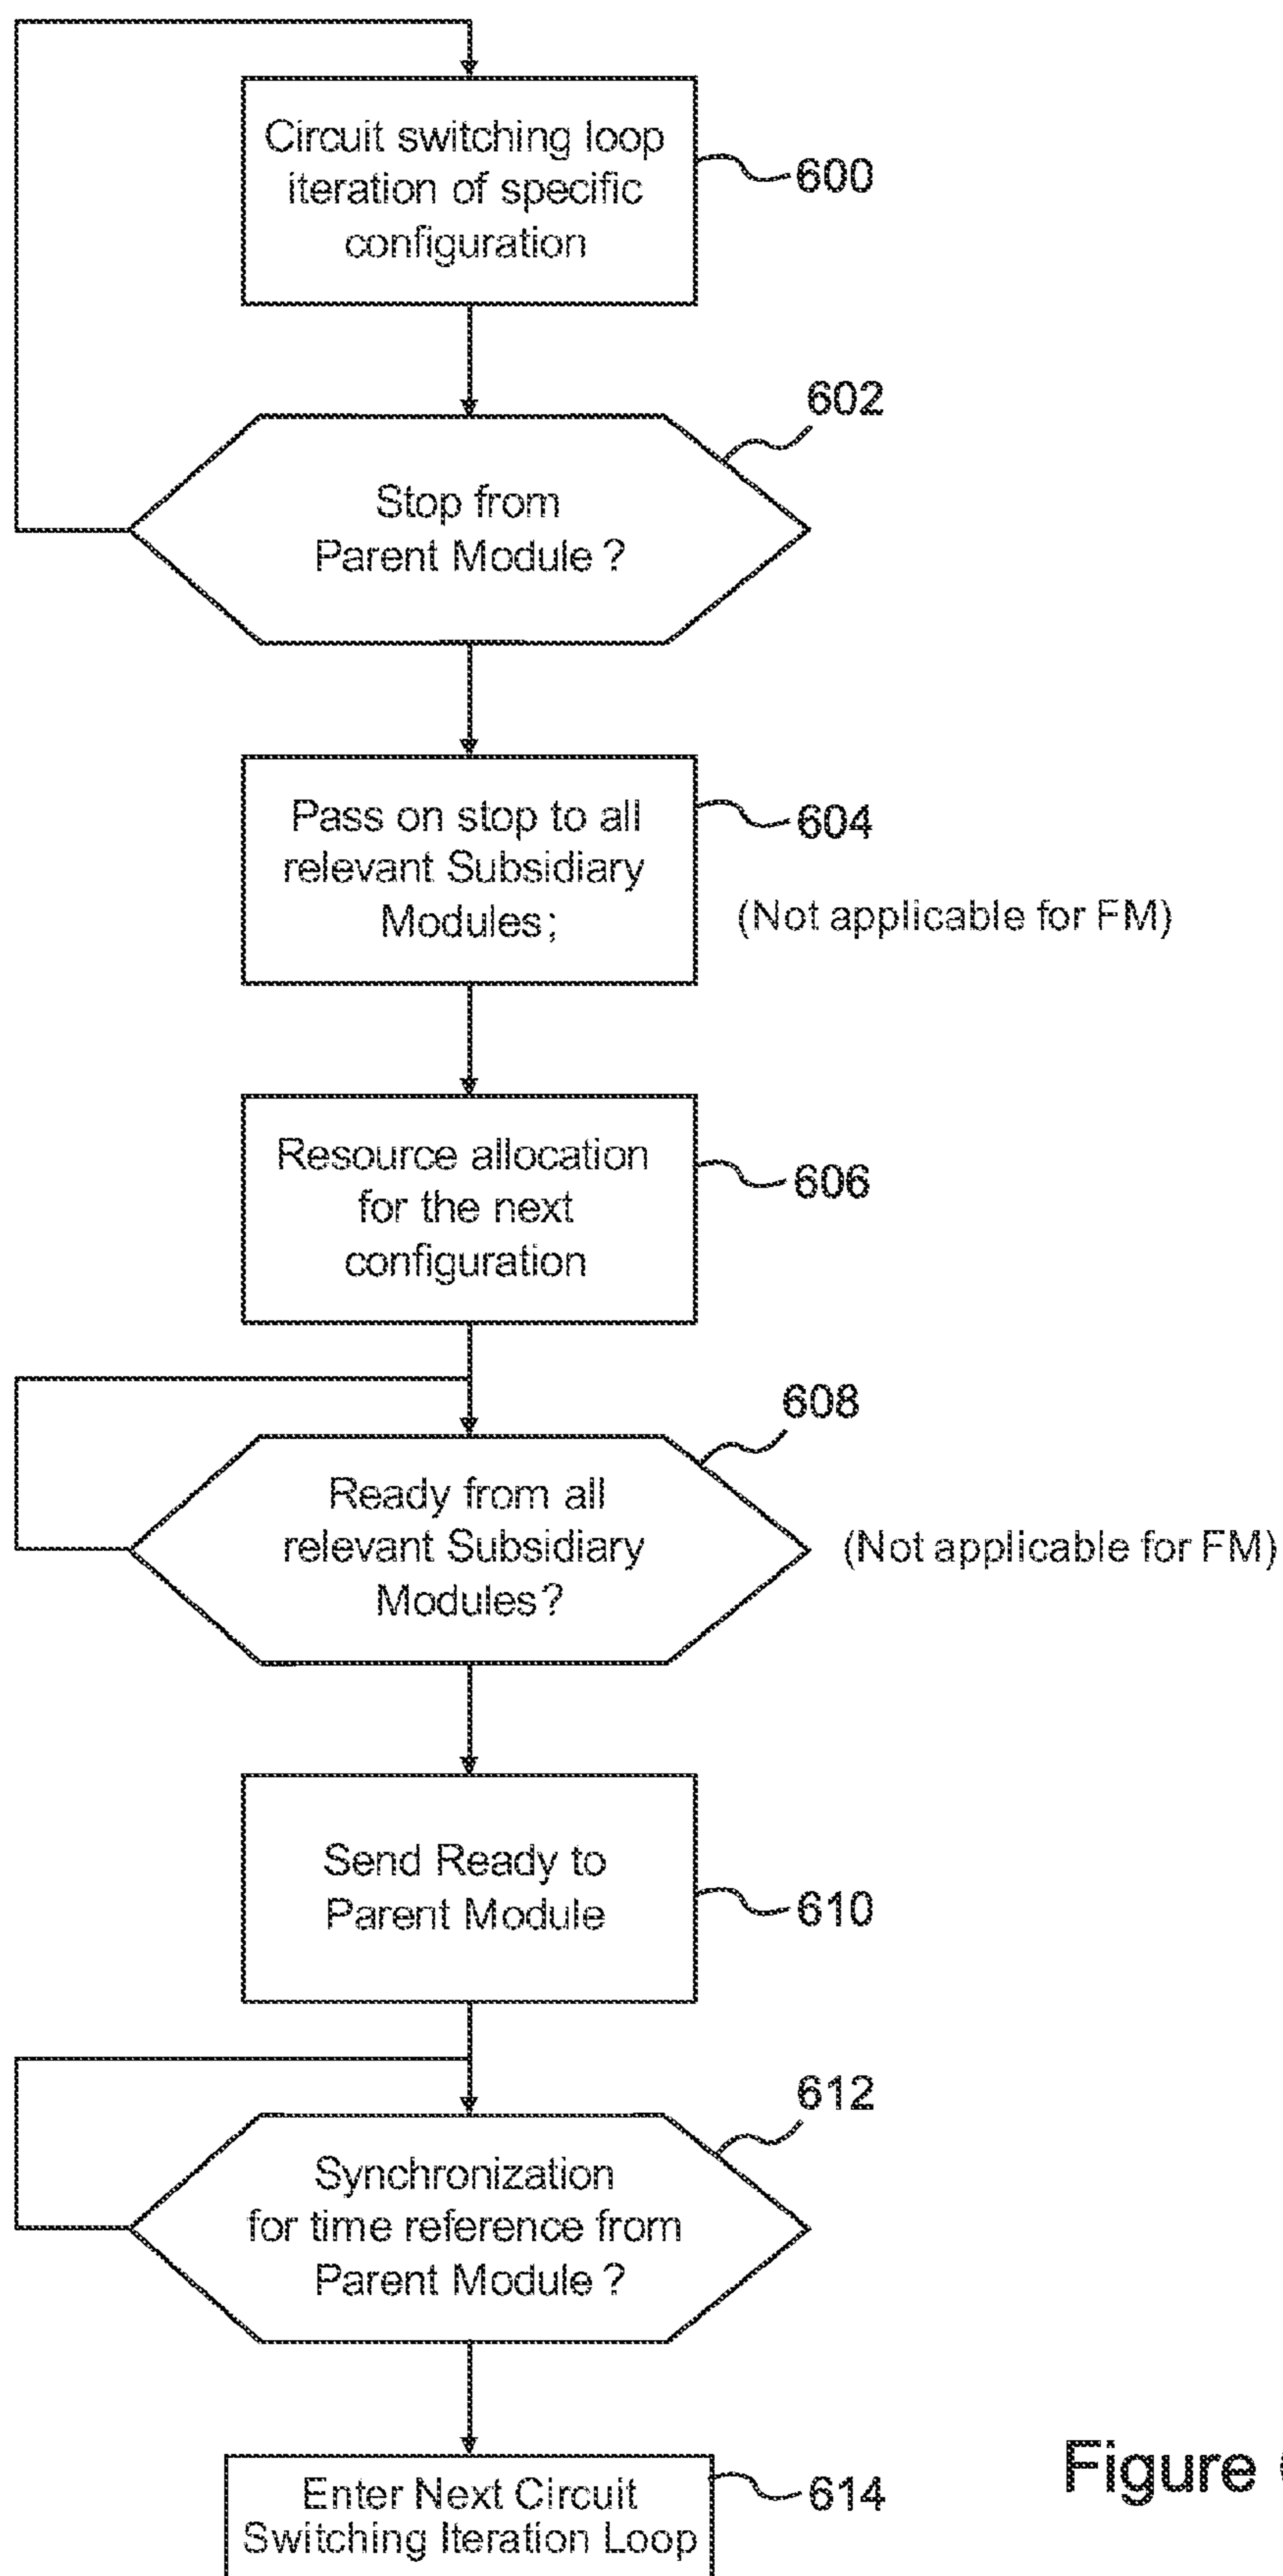 Circuit switching loop
iteration of specific
configuration
600
602
Stop from
Parent Module ?
Pass on stop to all
relevant Subsidiary
Modules;
604
(Not applicable for FM)
Resource allocation
for the next
configuration
606
608
Ready from all
relevant Subsidiary
Modules?
(Not applicable for FM)
Send Ready to
Parent Module
610
612
Synchronization
for time reference from
Parent Module ?
Enter Next Circuit
Switching Iteration Loop
614
Figure